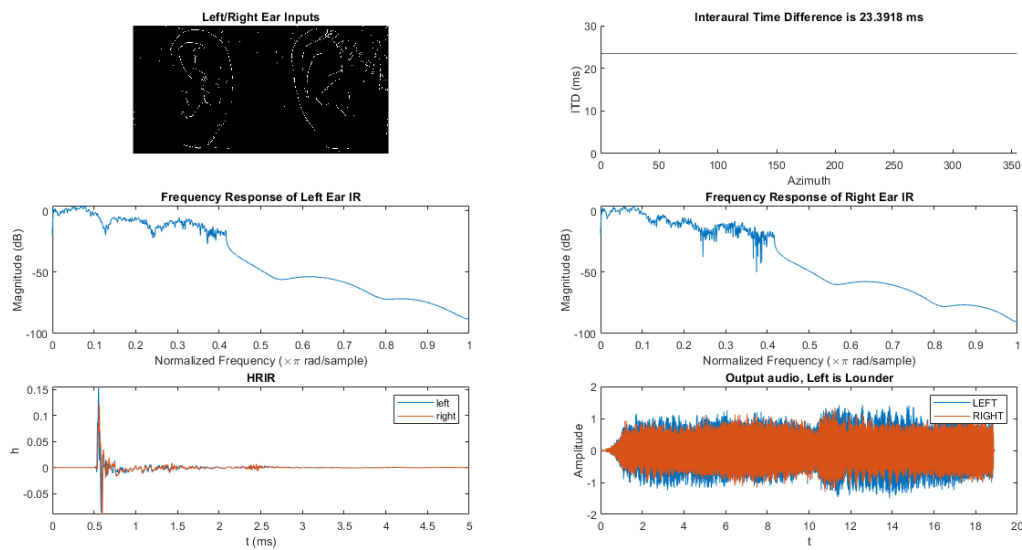 Left/Right Ear Inputs
Interaural Time Difference is 23.3918 ms
30
20
10
0
ITD (ms)
0 50 100 150 200 250 300 350
Azimuth
Frequency Response of Left Ear IR
0
-50
-100
Magnitude (dB)
0 0.1 0.2 0.3 0.4 0.5 0.6 0.7 0.8 0.9 1
Normalized Frequency (×π rad/sample)
Frequency Response of Right Ear IR
0
-50
-100
Magnitude (dB)
0 0.1 0.2 0.3 0.4 0.5 0.6 0.7 0.8 0.9 1
Normalized Frequency (×π rad/sample)
HRIR
0.15
0.1
0.05
0
-0.05
h
left
right
0 0.5 1 1.5 2 2.5 3 3.5 4 4.5 5
t (ms)
Output audio, Left is Lounder
2
1
0
-1
-2
Amplitude
LEFT
RIGHT
0 2 4 6 8 10 12 14 16 18 20
t